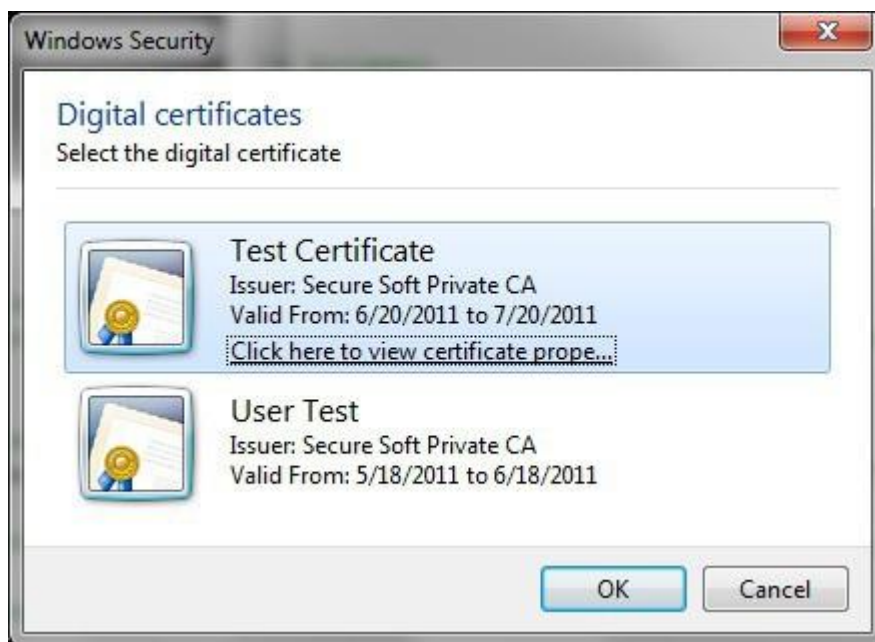 Windows Security
Digital certificates
Select the digital certificate
Test Certificate
Issuer: Secure Soft Private CA
Valid From: 6/20/2011 to 7/20/2011
Click here to view certificate prope...
User Test
Issuer: Secure Soft Private CA
Valid From: 5/18/2011 to 6/18/2011
OK Cancel